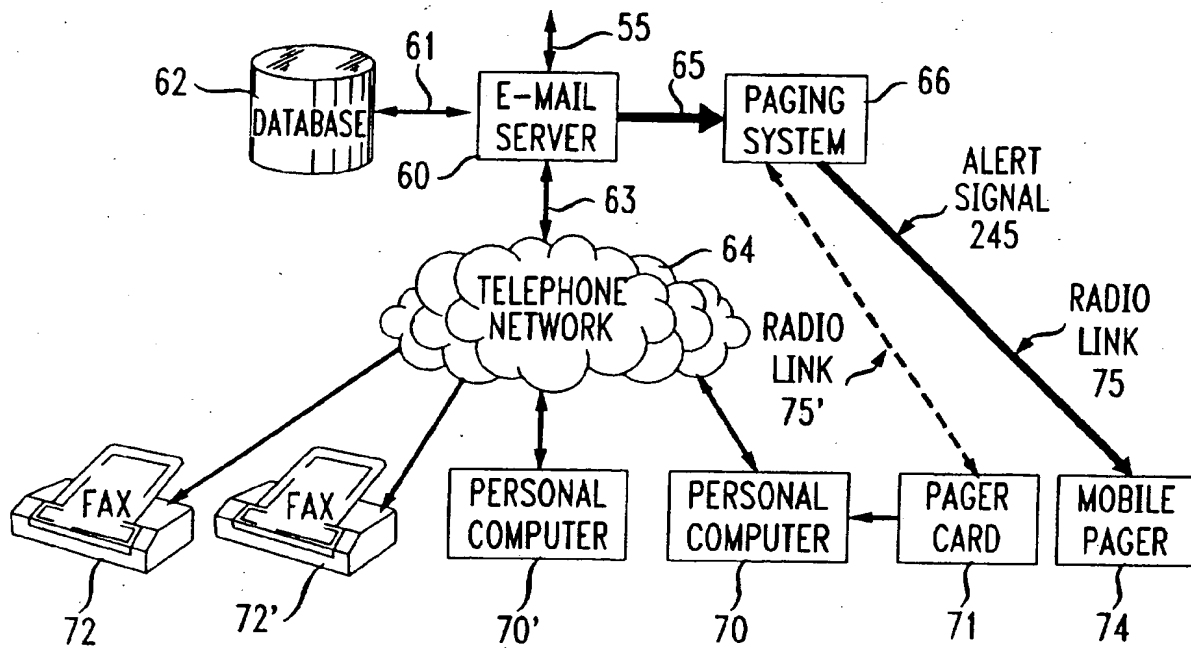 55
61
62
DATABASE
E-MAIL
SERVER
60
65
PAGING
SYSTEM
66
63
ALERT
SIGNAL
245
64
TELEPHONE
NETWORK
RADIO
LINK
75'
RADIO
LINK
75
FAX
72
FAX
72'
PERSONAL
COMPUTER
70'
PERSONAL
COMPUTER
70
PAGER
CARD
71
MOBILE
PAGER
74